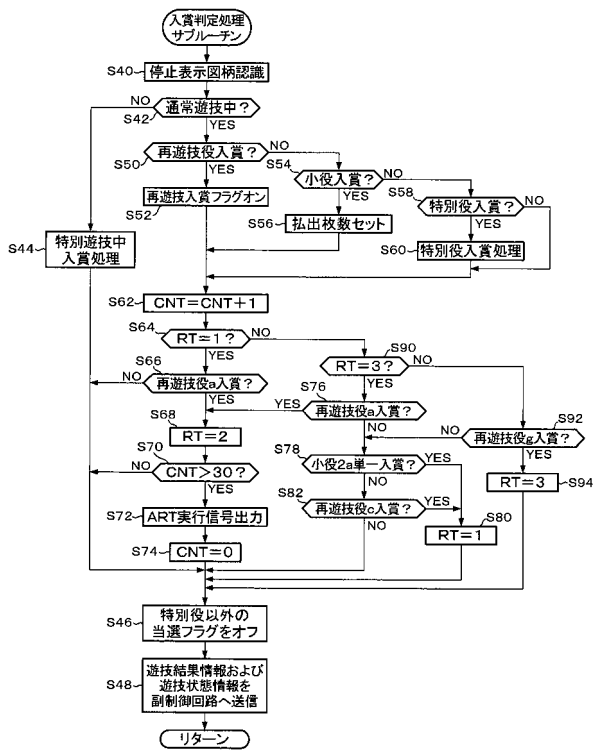 入賞判定処理
サブルーチン
S40
停止表示図柄認識
NO
通常遊技中？
S42
YES
再遊技役入賞？
NO
S50
YES
S54
小役入賞？
NO
再遊技入賞フラグオン
S52
YES
S58
特別役入賞？
NO
S56
払出枚数セット
YES
S44
特別遊技中
入賞処理
S60
特別役入賞処理
S62
CNT=CNT+1
S64
RT=1？
NO
YES
S90
RT=3？
NO
YES
S66
NO
再遊技役a入賞？
YES
S76
YES
再遊技役a入賞？
NO
S92
NO
再遊技役g入賞？
YES
S68
RT=2
S78
小役2a単一入賞？
YES
NO
S94
RT=3
S70
NO
CNT>30？
YES
S82
再遊技役c入賞？
YES
NO
S72
ART実行信号出力
S80
RT=1
S74
CNT=0
S46
特別役以外の
当選フラグをオフ
S48
遊技結果情報および
遊技状態情報を
副制御回路へ送信
リターン